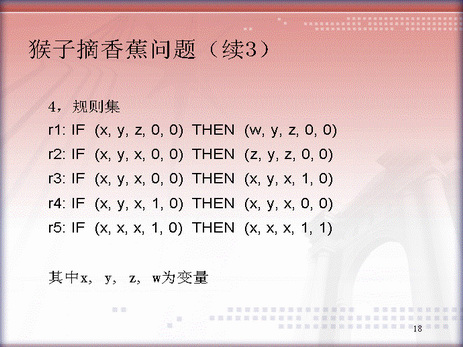 猴子摘香蕉问题（续3）
4，规则集
r1: IF (x, y, z, 0, 0) THEN (w, y, z, 0, 0)
r2: IF (x, y, x, 0, 0) THEN (z, y, z, 0, 0)
r3: IF (x, y, x, 0, 0) THEN (x, y, x, 1, 0)
r4: IF (x, y, x, 1, 0) THEN (x, y, x, 0, 0)
r5: IF (x, x, x, 1, 0) THEN (x, x, x, 1, 1)
其中x, y, z, w为变量
18